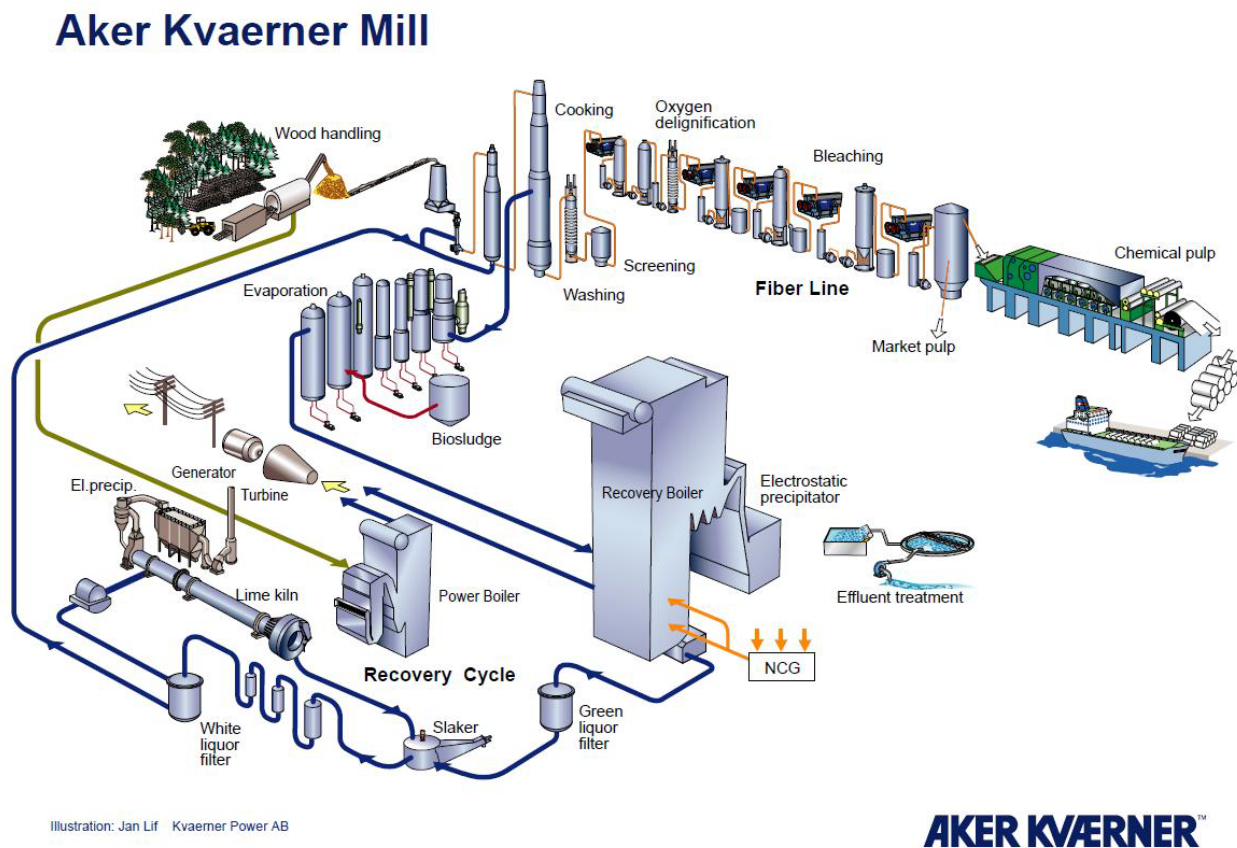 Aker Kvaerner Mill
Wood handling
Cooking
Oxygen
delignification
Bleaching
Chemical pulp
Screening
Washing
Fiber Line
Market pulp
Evaporation
Biosludge
Generator
Turbine
El.precip.
Recovery Boiler
Electrostatic
precipitator
Effluent treatment
Lime kiln
Power Boiler
Recovery Cycle
NCG
White
liquor
filter
Slaker
Green
liquor
filter
Illustration: Jan Lif Kvaerner Power AB
AKER KVÆRNER™